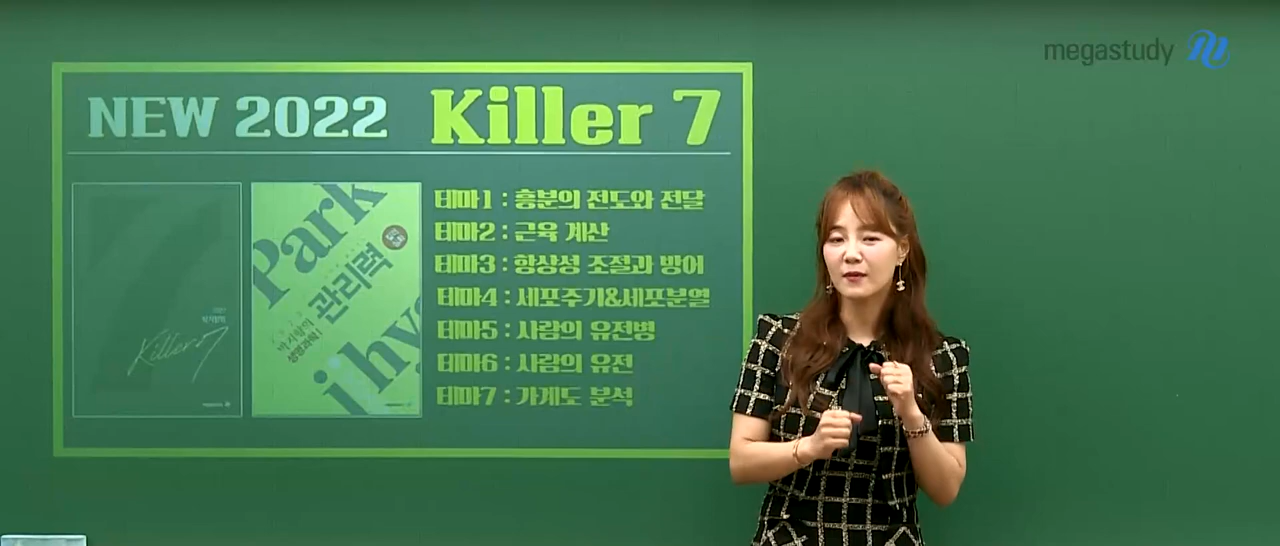 megastudy
NEW 2022 Killer 7
테마1 : 흥분의 전도와 전달
테마2 : 근육 계산
테마3 : 항상성 조절과 방어
테마4 : 세포주기&세포분열
테마5 : 사람의 유전병
테마6 : 사람의 유전
테마7 : 가계도 분석
Killer 7
Park
관리력
박지향의
생명과학1
jihya